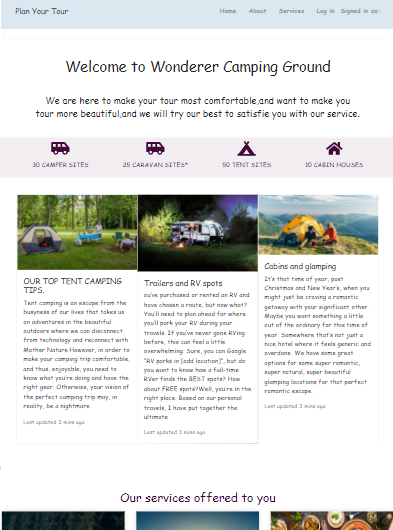 Plan Your Tour
Home About Services Log in Signed in as:
Welcome to Wonderer Camping Ground
We are here to make your tour most comfortable,and want to make you
tour more beautiful,and we will try our best to satisfie you with our service.
30 CAMPER SITES
25 CARAVAN SITES*
50 TENT SITES
10 CABIN HOUSES
OUR TOP TENT CAMPING
TIPS.
Tent camping is an escape from the
busyness of our lives that takes us
on adventures in the beautiful
outdoors where we can disconnect
from technology and reconnect with
Mother Nature.However, in order to
make your camping trip comfortable,
and thus, enjoyable, you need to
know what you're doing and have the
right gear. Otherwise, your vision of
the perfect camping trip may, in
reality, be a nightmare
Last updated 3 mins ago
Trailers and RV spots
ou've purchased or rented an RV and
have chosen a route, but now what?
You'll need to plan ahead for where
you'll park your RV during your
travels. If you've never gone RVing
before, this can feel a little
overwhelming. Sure, you can Google
"RV parks in [add location]", but do
you want to know how a full-time
RVer finds the BEST spots? How
about FREE spots?Well, you're in the
right place. Based on our personal
travels, I have put together the
ultimate
Last updated 3 mins ago
Cabins and glamping
It's that time of year, post
Christmas and New Year's, when you
might just be craving a romantic
getaway with your significant other.
Maybe you want something a little
out of the ordinary for this time of
year. Somewhere that's not just a
nice hotel where it feels generic and
overdone. We have some great
options for some super romantic,
super natural, super beautiful
glamping locations for that perfect
romantic escape.
Last updated 3 mins ago
Our services offered to you